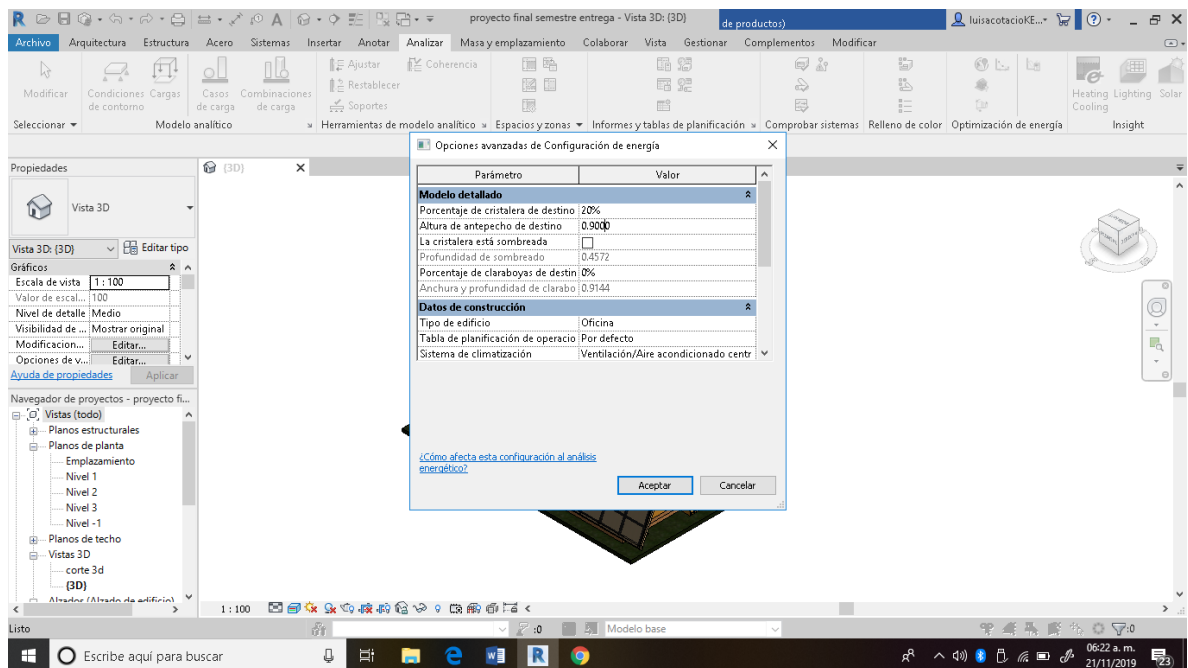 proyecto final semestre entrega - Vista 3D: {3D}
de productos)
luisacotacioKE...
Archivo Arquitectura Estructura Acero Sistemas Insertar Anotar Analizar Masa y emplazamiento Colaborar Vista Gestionar Complementos Modificar
Modificar
Condiciones de contorno
Cargas
Casos de carga
Combinaciones de carga
Ajustar
Restablecer
Soportes
Coherencia
Heating Cooling
Lighting
Solar
Seleccionar
Modelo analítico
Herramientas de modelo analítico
Espacios y zonas
Informes y tablas de planificación
Comprobar sistemas
Relleno de color
Optimización de energía
Insight
Propiedades
Vista 3D
Vista 3D: {3D}
Editar tipo
Gráficos
Escala de vista 1 : 100
Valor de escal... 100
Nivel de detalle Medio
Visibilidad de ... Mostrar original
Modificacion... Editar...
Opciones de v... Editar...
Ayuda de propiedades Aplicar
Navegador de proyectos - proyecto fi...
Vistas (todo)
Planos estructurales
Planos de planta
Emplazamiento
Nivel 1
Nivel 2
Nivel 3
Nivel -1
Planos de techo
Vistas 3D
corte 3d
{3D}
Alzados (Alzado de edificio)
{3D}
Opciones avanzadas de Configuración de energía
Parámetro Valor
Modelo detallado
Porcentaje de cristalera de destino 20%
Altura de antepecho de destino 0.9000
La cristalera está sombreada
Profundidad de sombreado 0.4572
Porcentaje de claraboyas de destin 0%
Anchura y profundidad de clarabo 0.9144
Datos de construcción
Tipo de edificio Oficina
Tabla de planificación de operacio Por defecto
Sistema de climatización Ventilación/Aire acondicionado centr
¿Cómo afecta esta configuración al análisis
energético?
Aceptar Cancelar
1 : 100
Listo
:0
Modelo base
:0
Escribe aquí para buscar
06:22 a. m.
21/11/2019
23